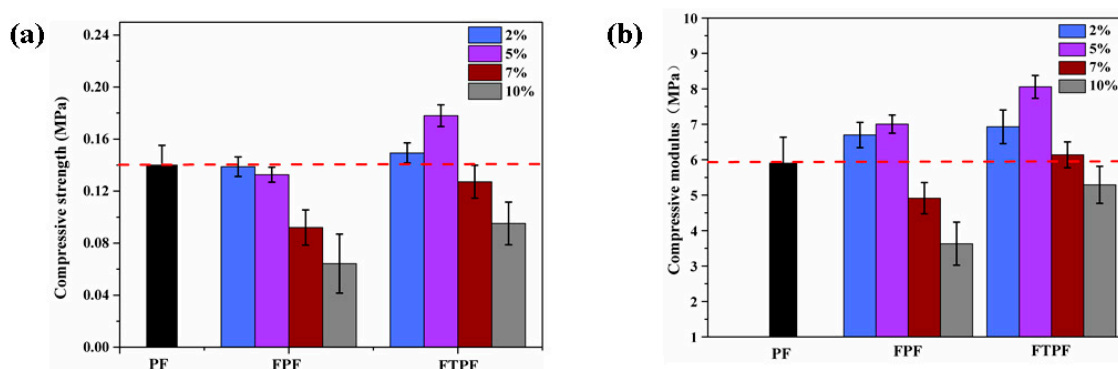 (a)
Compressive strength (MPa)
0.24
0.20
0.16
0.12
0.08
0.04
0.00
2%
5%
7%
10%
PF
FPF
FTPF
(b)
Compressive modulus（MPa）
10
9
8
7
6
5
4
3
2
1
2%
5%
7%
10%
PF
FPF
FTPF